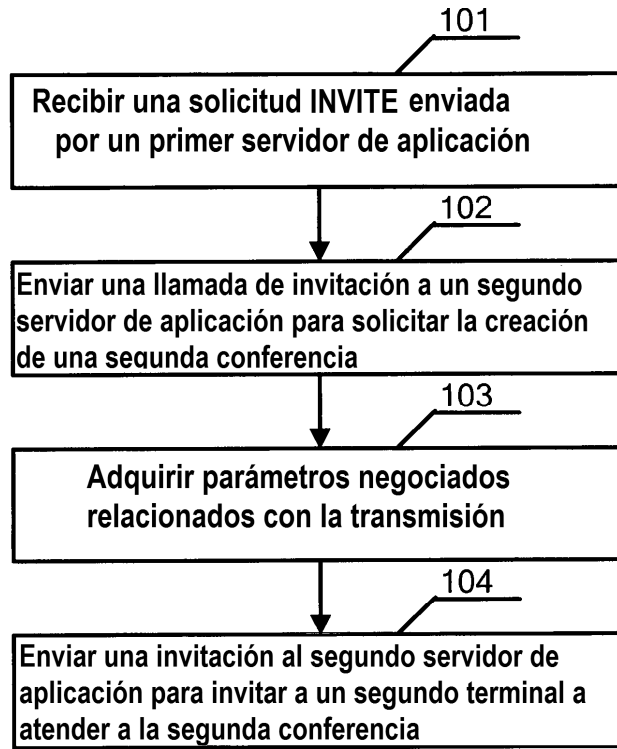 101
Recibir una solicitud INVITE enviada
por un primer servidor de aplicación
102
Enviar una llamada de invitación a un segundo
servidor de aplicación para solicitar la creación
de una segunda conferencia
103
Adquirir parámetros negociados
relacionados con la transmisión
104
Enviar una invitación al segundo servidor de
aplicación para invitar a un segundo terminal a
atender a la segunda conferencia